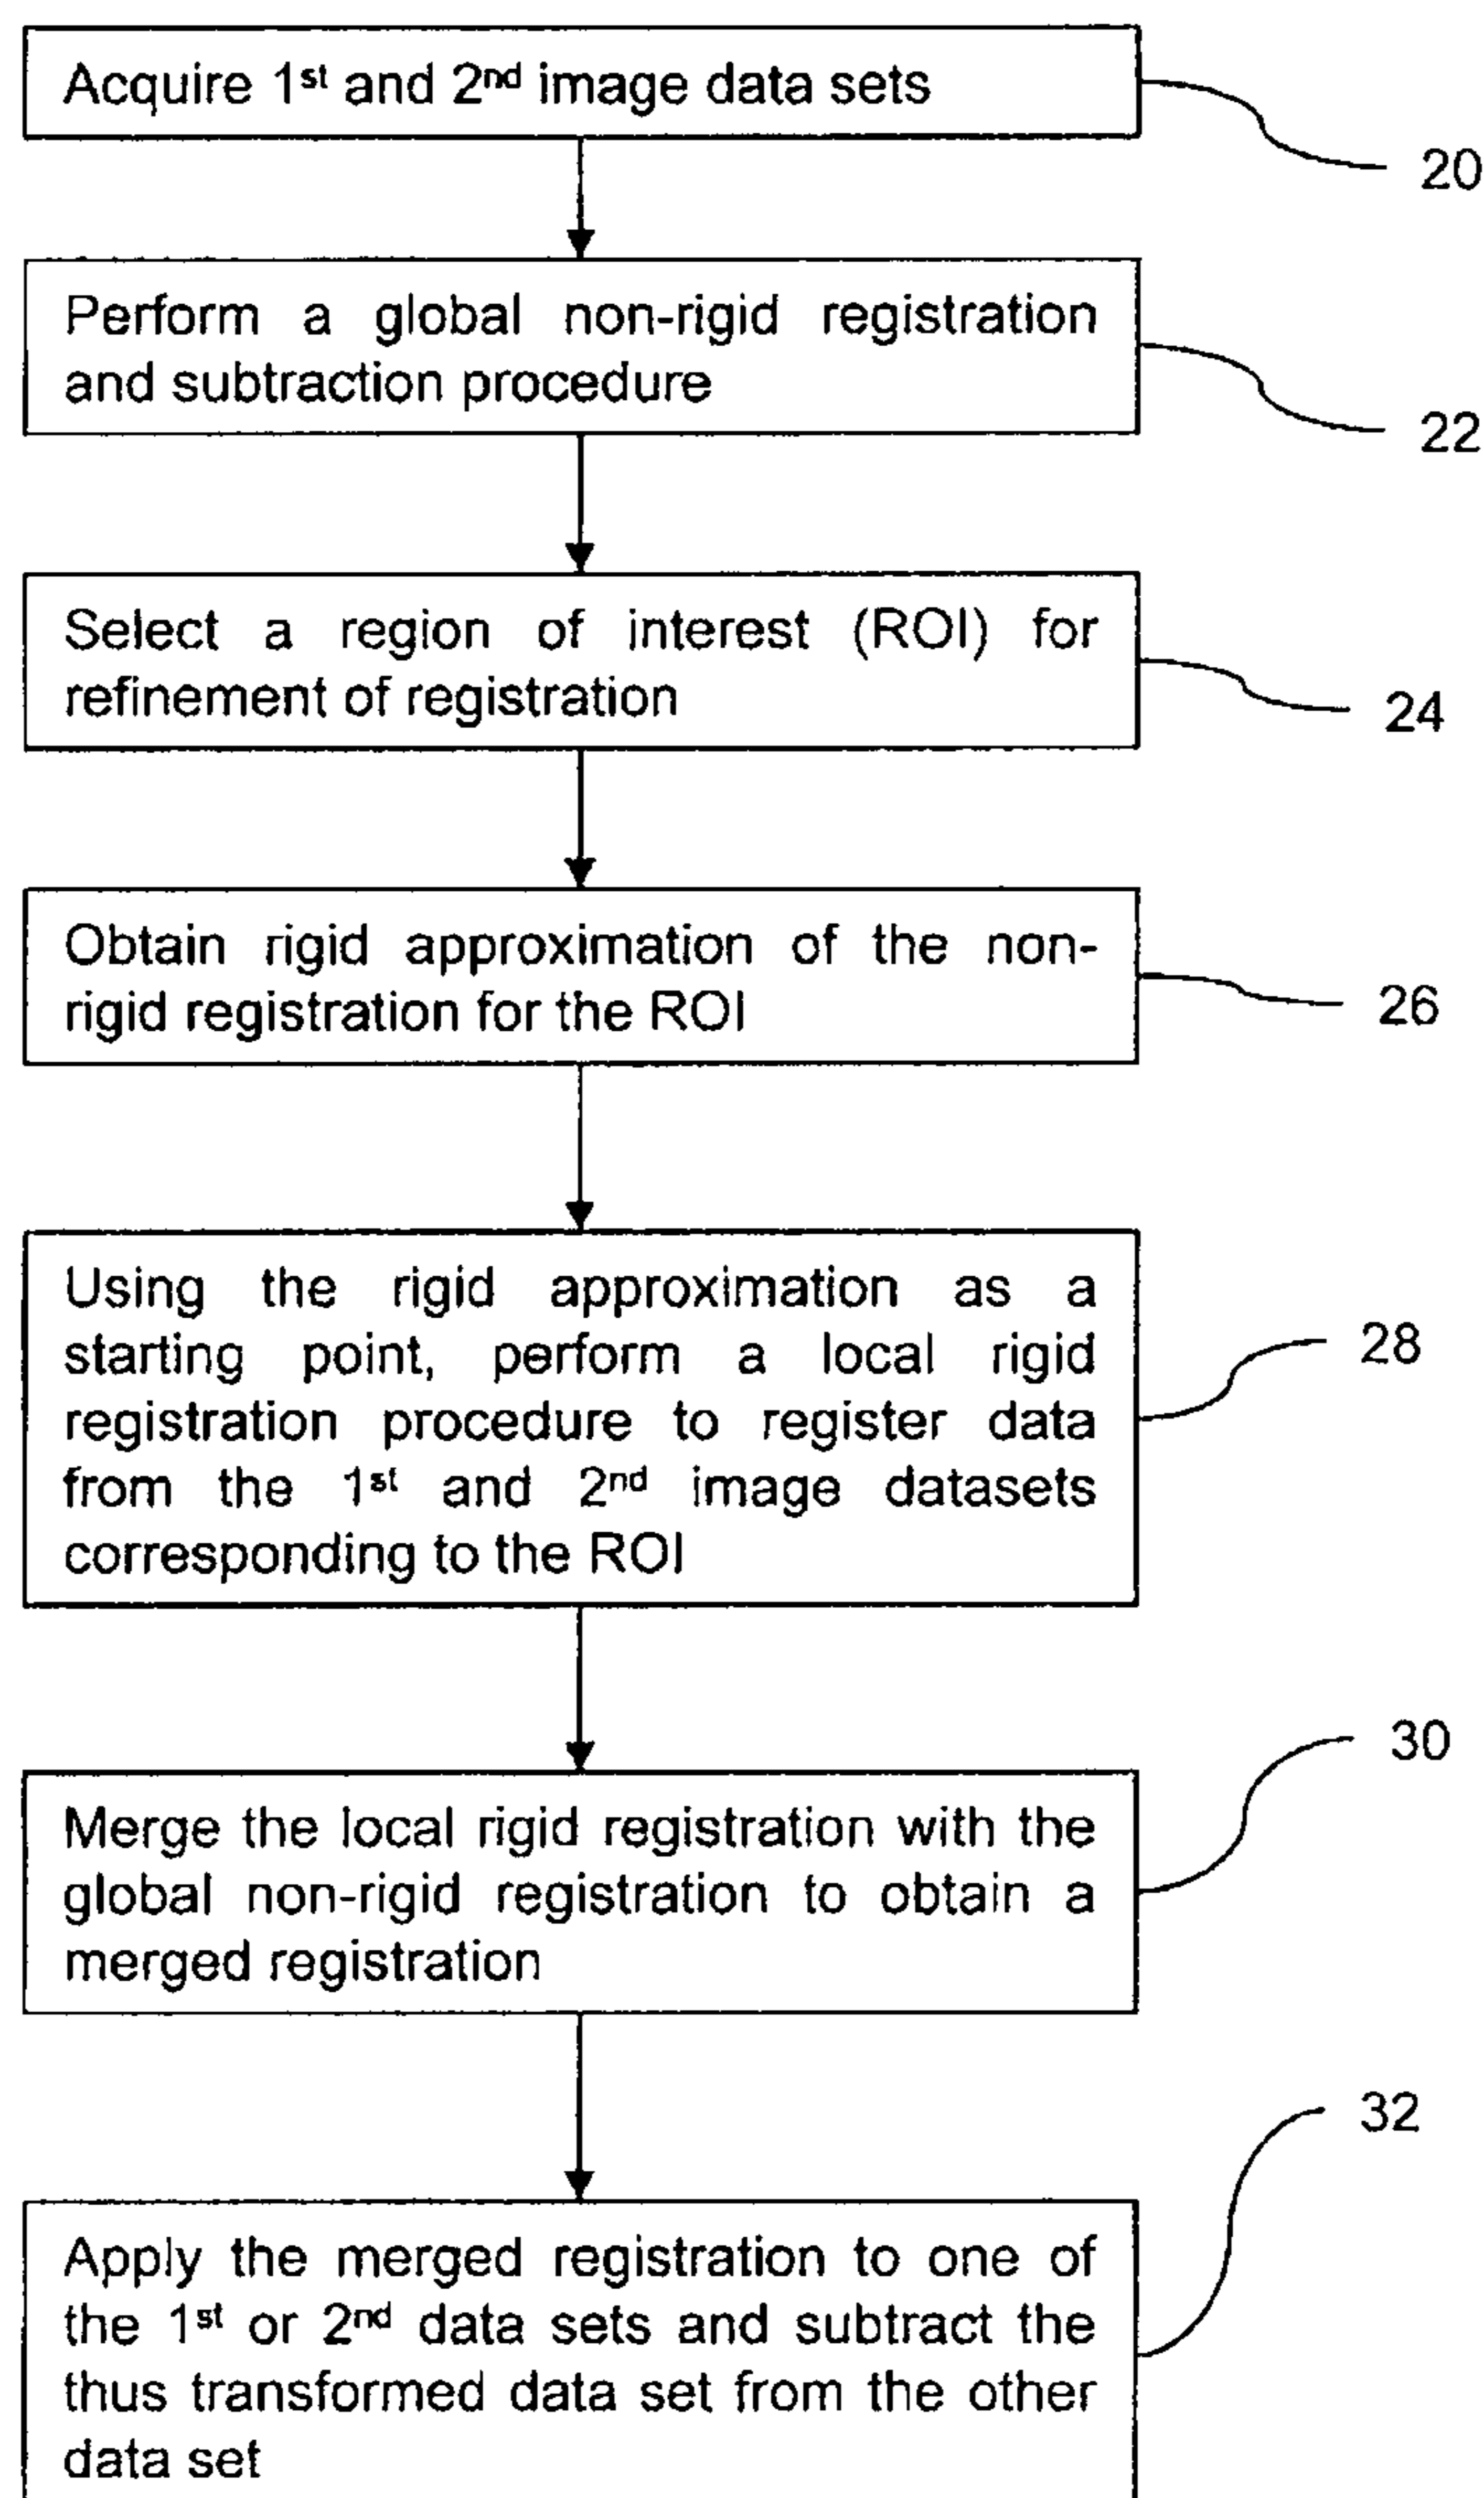 Acquire 1st and 2nd image data sets
20
Perform a global non-rigid registration
and subtraction procedure
22
Select a region of interest (ROI) for
refinement of registration
24
Obtain rigid approximation of the non-
rigid registration for the ROI
26
Using the rigid approximation as a
starting point, perform a local rigid
registration procedure to register data
from the 1st and 2nd image datasets
corresponding to the ROI
28
Merge the local rigid registration with the
global non-rigid registration to obtain a
merged registration
30
Apply the merged registration to one of
the 1st or 2nd data sets and subtract the
thus transformed data set from the other
data set
32